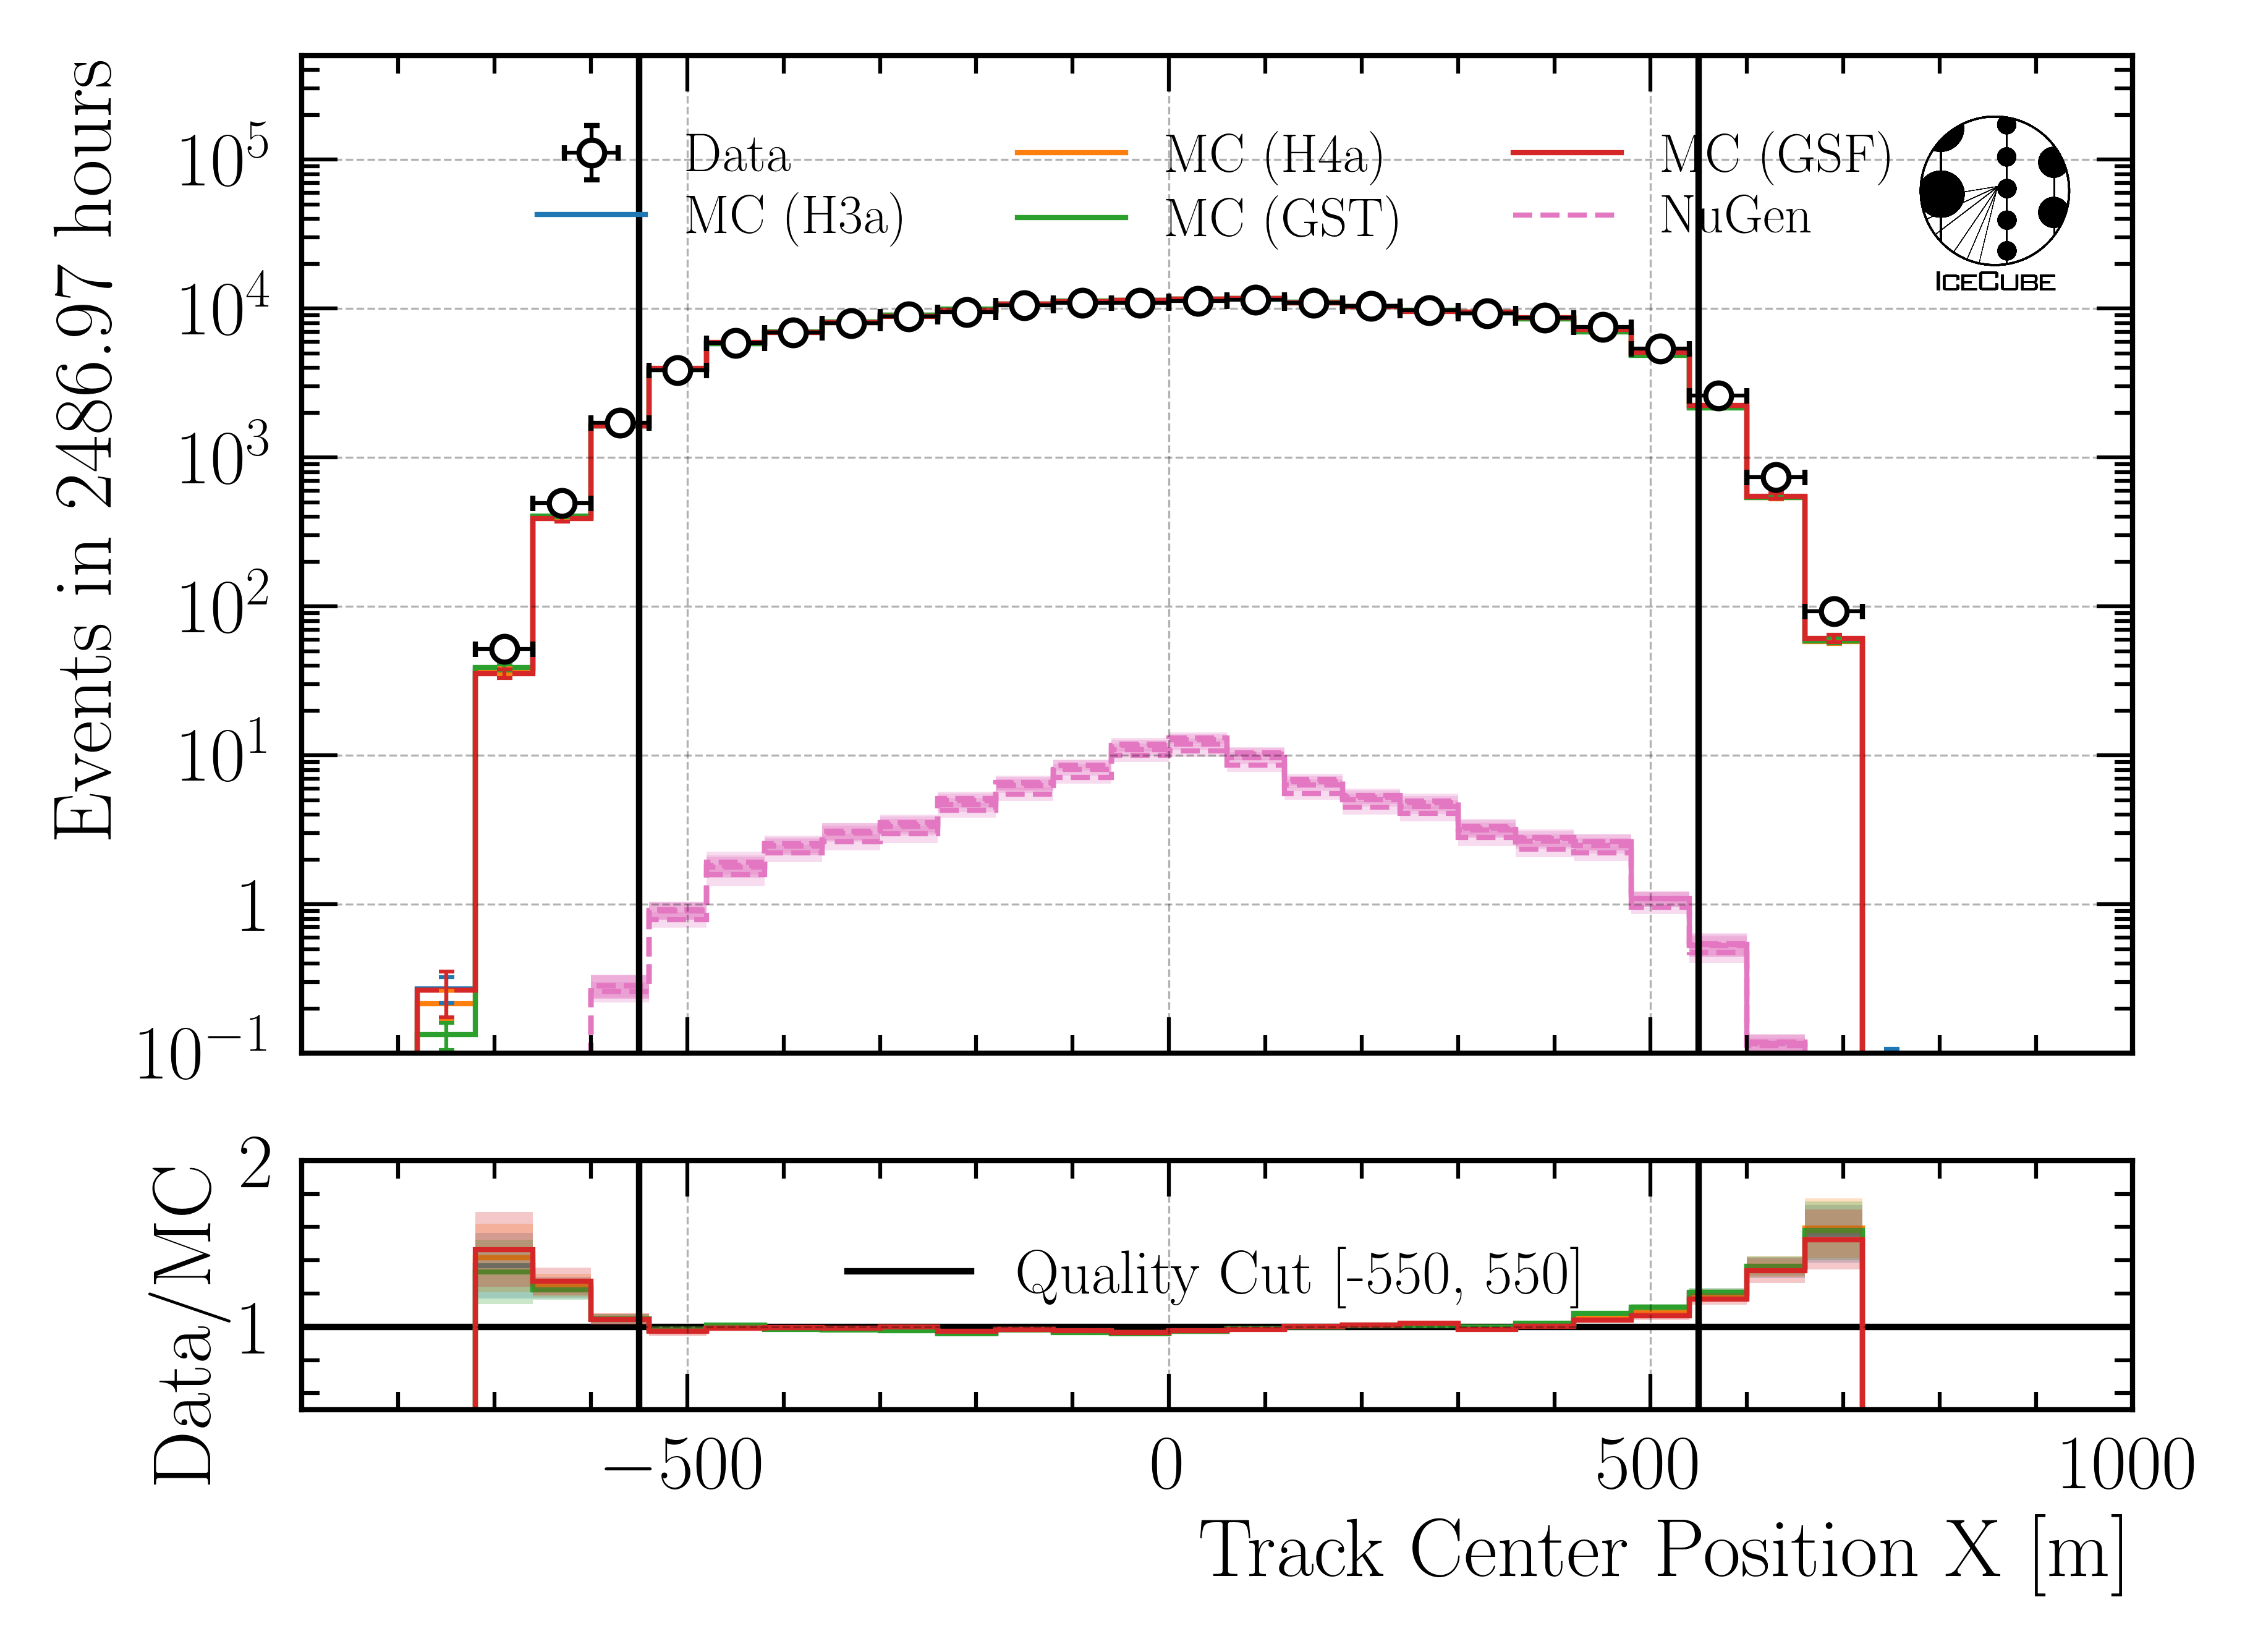 Events in 2486.97 hours
10^5
10^4
10^3
10^2
10^1
1
10^−1
Data
MC (H3a)
MC (H4a)
MC (GST)
MC (GSF)
NuGen
ICECUBE
Data/MC
2
1
Quality Cut [-550, 550]
−500 0 500 1000
Track Center Position X [m]